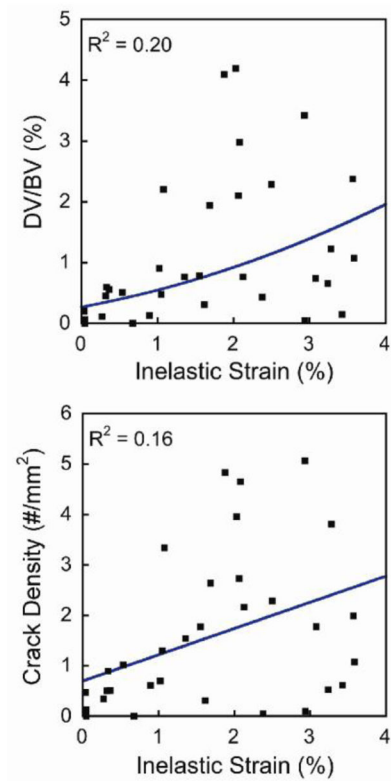 5
R² = 0.20
4
3
2
1
0
DV/BV (%)
0 1 2 3 4
Inelastic Strain (%)
6
R² = 0.16
5
4
3
2
1
0
Crack Density (#/mm²)
0 1 2 3 4
Inelastic Strain (%)